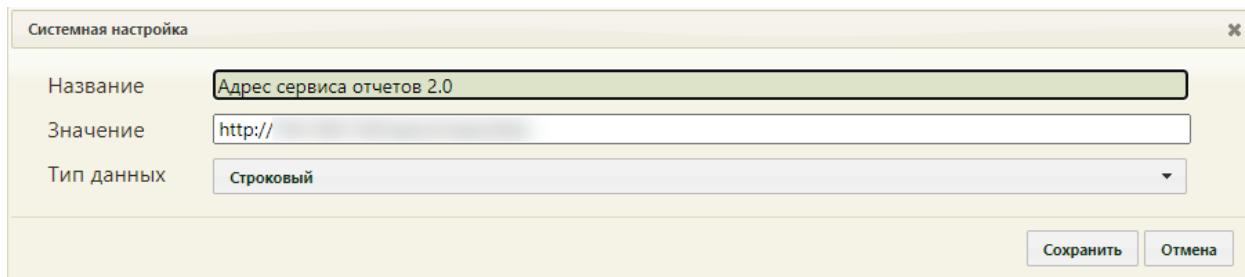 Системная настройка
Название Адрес сервиса отчетов 2.0
Значение http://
Тип данных Строковый
Сохранить Отмена